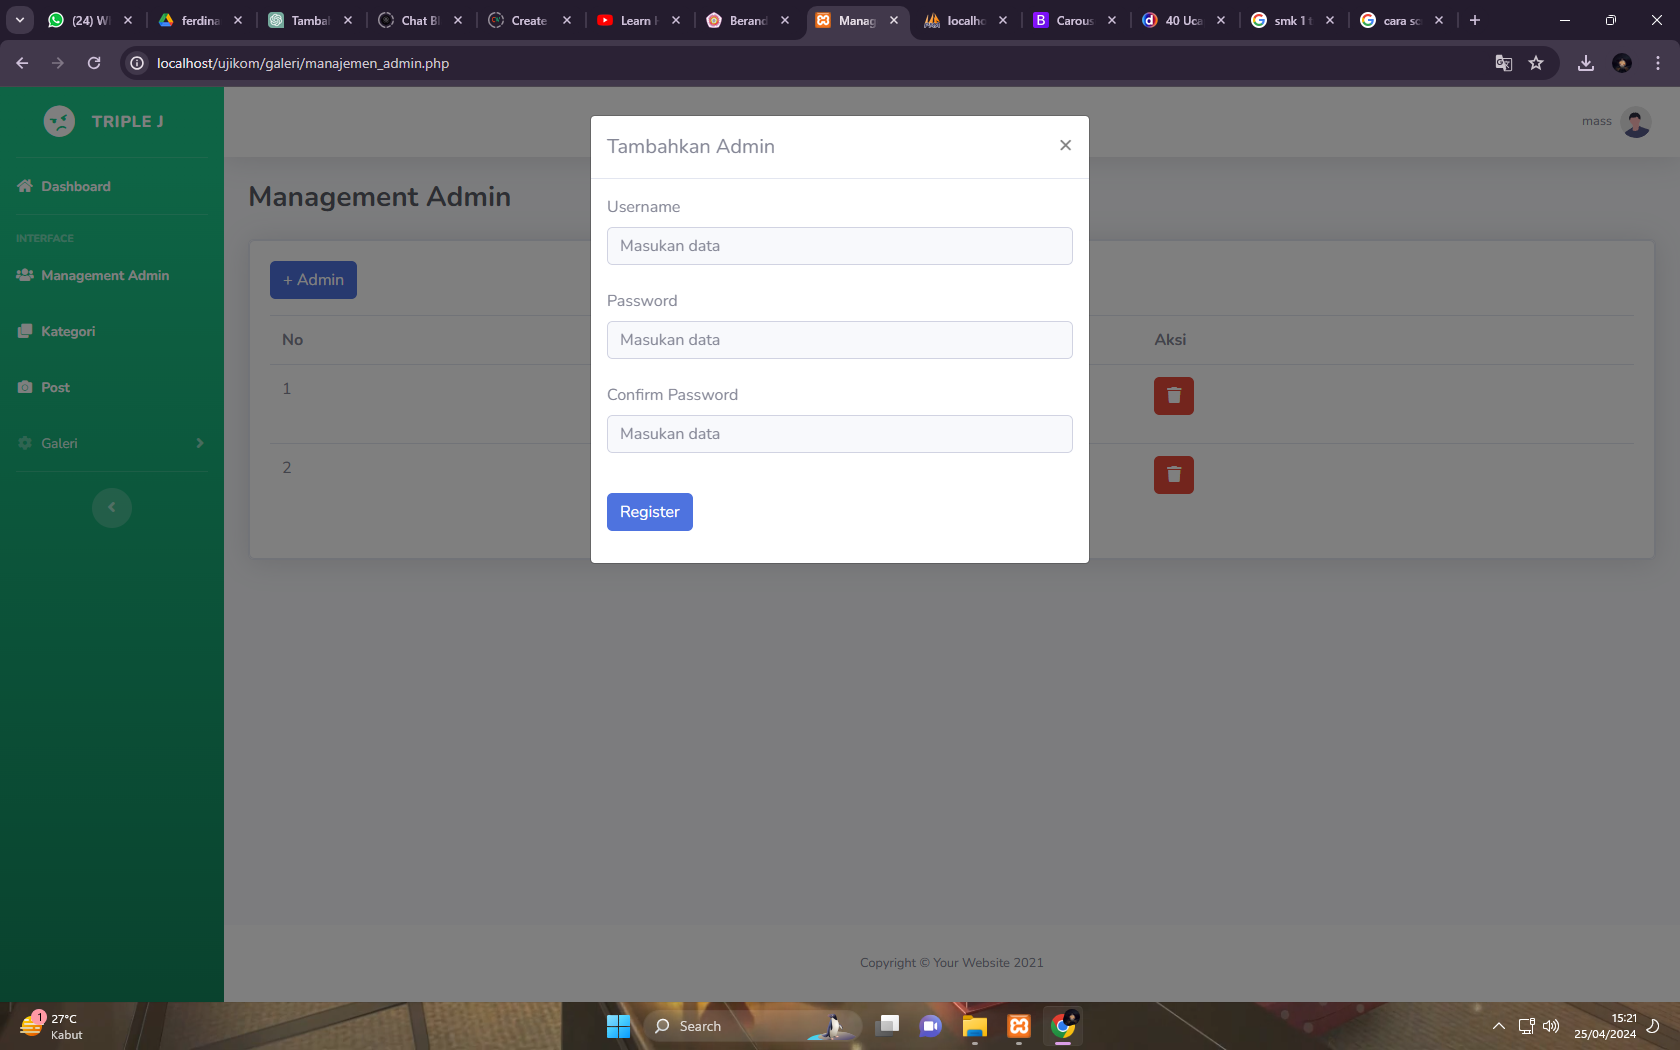 (24) W
ferdina
Tambah
Chat Bl
Create
Learn H
Berand
Manag
localho
Carous
40 Uca
smk 1 t
cara sc
localhost/ujikom/galeri/manajemen_admin.php
TRIPLE J
mass
Dashboard
INTERFACE
Management Admin
Kategori
Post
Galeri
Management Admin
+ Admin
No
Aksi
1
2
Tambahkan Admin
Username
Masukan data
Password
Masukan data
Confirm Password
Masukan data
Register
Copyright © Your Website 2021
1
27°C
Kabut
Search
15:21
25/04/2024